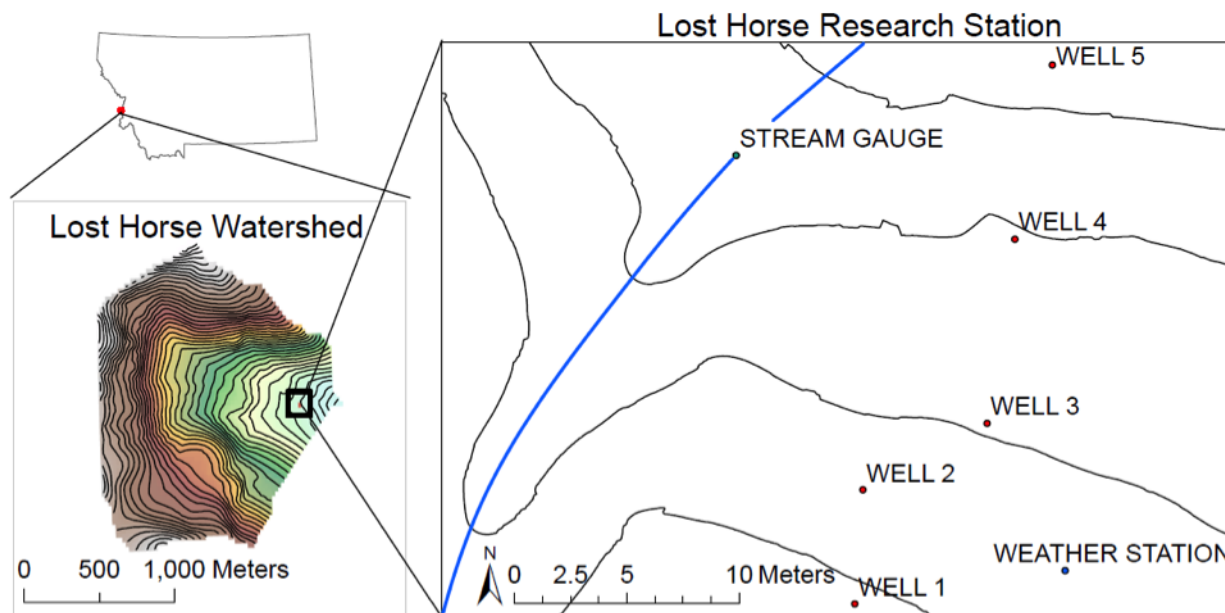 Lost Horse Research Station
WELL 5
STREAM GAUGE
Lost Horse Watershed
WELL 4
WELL 3
WELL 2
WEATHER STATION
WELL 1
N
0 500 1,000 Meters
0 2.5 5 10 Meters